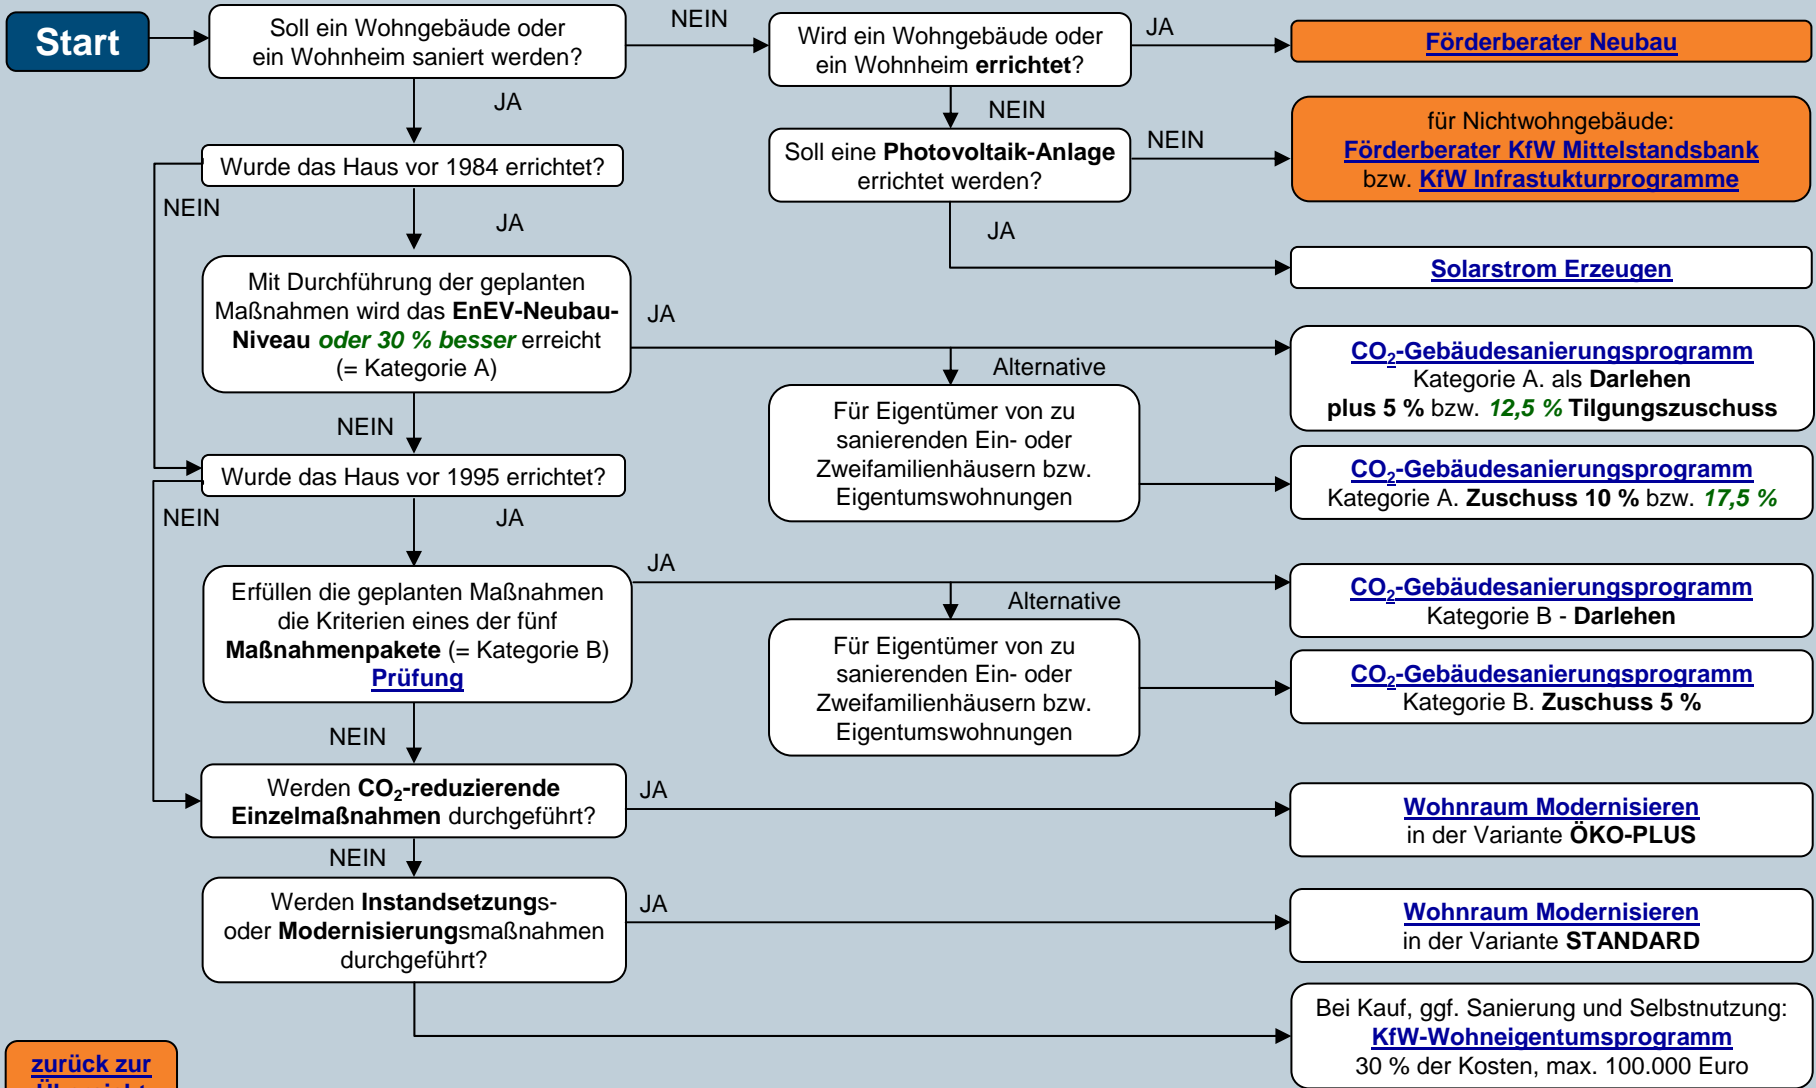 Start
Soll ein Wohngebäude oder
ein Wohnheim saniert werden?
NEIN
Wird ein Wohngebäude oder
ein Wohnheim errichtet?
JA
Förderberater Neubau
JA
NEIN
für Nichtwohngebäude:
Förderberater KfW Mittelstandsbank
bzw. KfW Infrastukturprogramme
Wurde das Haus vor 1984 errichtet?
Soll eine Photovoltaik-Anlage
errichtet werden?
NEIN
NEIN
JA
JA
Solarstrom Erzeugen
Mit Durchführung der geplanten
Maßnahmen wird das EnEV-Neubau-
Niveau oder 30 % besser erreicht
(= Kategorie A)
JA
Alternative
CO₂-Gebäudesanierungsprogramm
Kategorie A. als Darlehen
plus 5 % bzw. 12,5 % Tilgungszuschuss
Für Eigentümer von zu
sanierenden Ein- oder
Zweifamilienhäusern bzw.
Eigentumswohnungen
NEIN
Wurde das Haus vor 1995 errichtet?
CO₂-Gebäudesanierungsprogramm
Kategorie A. Zuschuss 10 % bzw. 17,5 %
NEIN
JA
Erfüllen die geplanten Maßnahmen
die Kriterien eines der fünf
Maßnahmenpakete (= Kategorie B)
Prüfung
JA
Alternative
CO₂-Gebäudesanierungsprogramm
Kategorie B - Darlehen
Für Eigentümer von zu
sanierenden Ein- oder
Zweifamilienhäusern bzw.
Eigentumswohnungen
CO₂-Gebäudesanierungsprogramm
Kategorie B. Zuschuss 5 %
NEIN
Werden CO₂-reduzierende
Einzelmaßnahmen durchgeführt?
JA
Wohnraum Modernisieren
in der Variante ÖKO-PLUS
NEIN
Werden Instandsetzungs-
oder Modernisierungsmaßnahmen
durchgeführt?
JA
Wohnraum Modernisieren
in der Variante STANDARD
Bei Kauf, ggf. Sanierung und Selbstnutzung:
KfW-Wohneigentumsprogramm
30 % der Kosten, max. 100.000 Euro
zurück zur